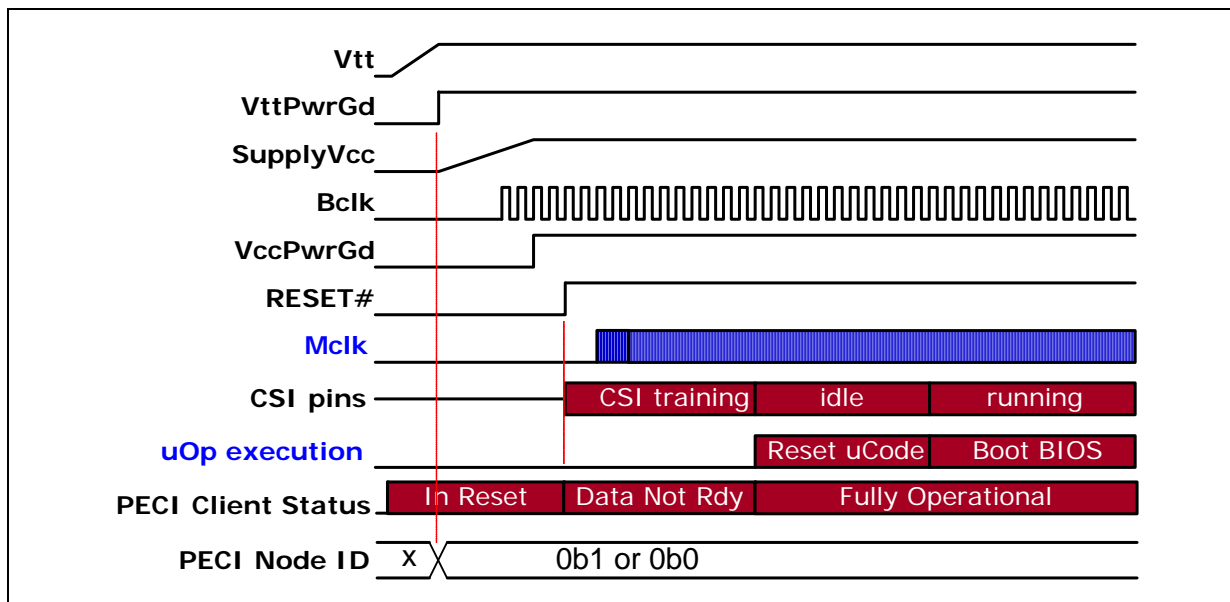 Vtt
VttPwrGd
SupplyVcc
Bclk
VccPwrGd
RESET#
Mclk
CSI pins CSI training idle running
uOp execution Reset uCode Boot BIOS
PECI Client Status In Reset Data Not Rdy Fully Operational
PECI Node ID x 0b1 or 0b0